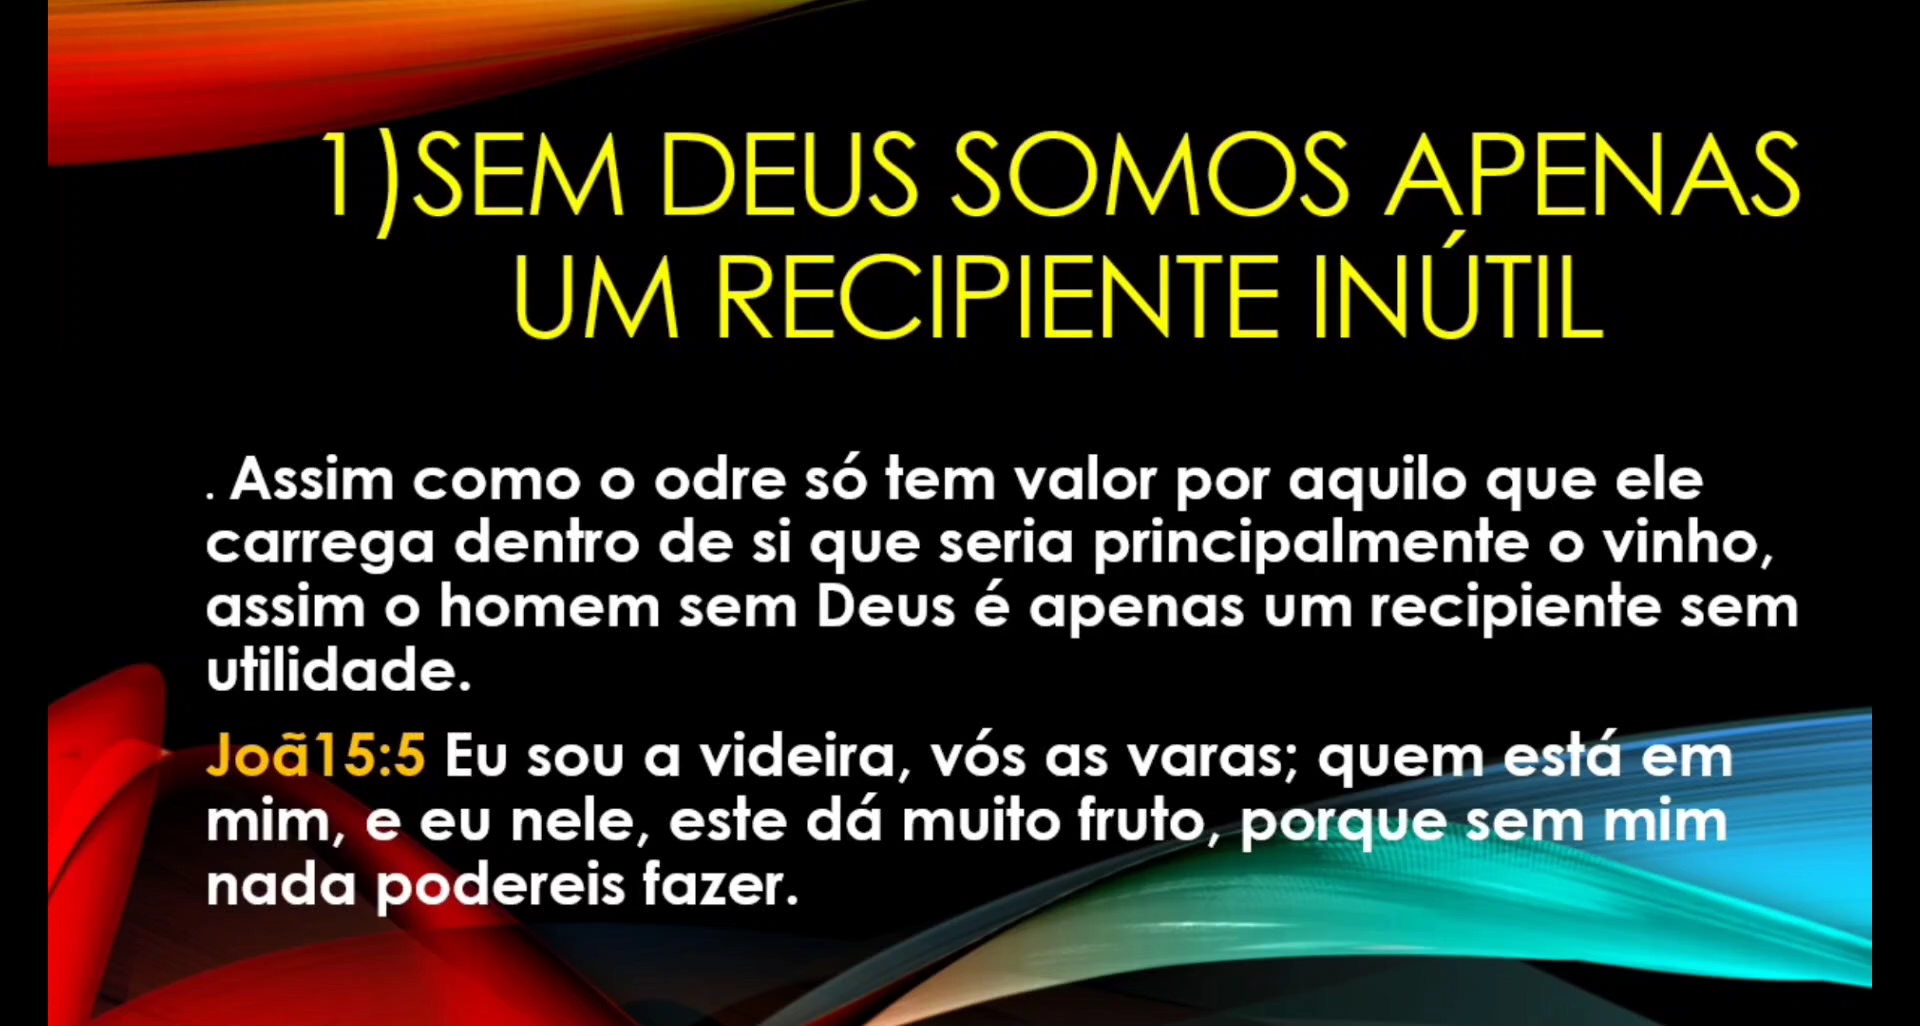 1)SEM DEUS SOMOS APENAS
UM RECIPIENTE INÚTIL
. Assim como o odre só tem valor por aquilo que ele
carrega dentro de si que seria principalmente o vinho,
assim o homem sem Deus é apenas um recipiente sem
utilidade.
Joã15:5 Eu sou a videira, vós as varas; quem está em
mim, e eu nele, este dá muito fruto, porque sem mim
nada podereis fazer.